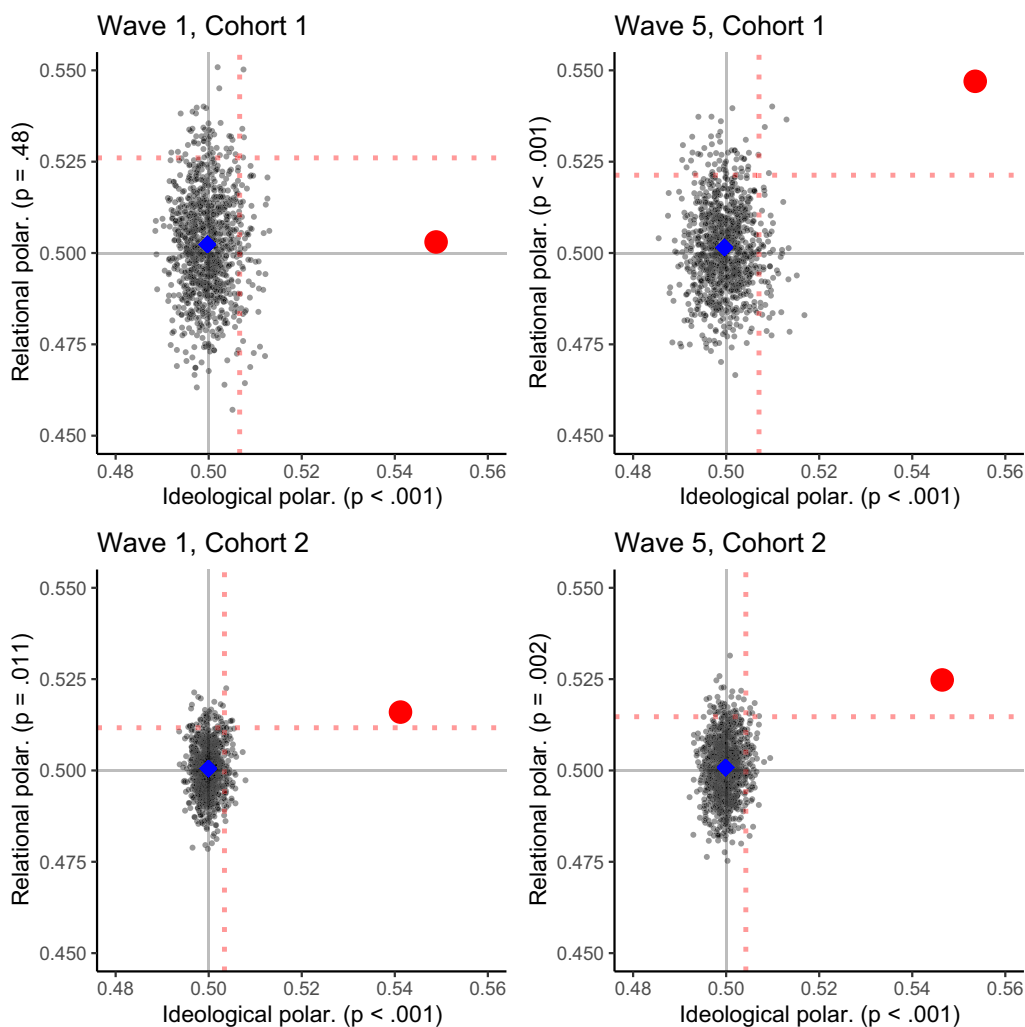 Wave 1, Cohort 1
0.550
0.525
0.500
0.475
0.450
Relational polar. (p = .48)
0.48 0.50 0.52 0.54 0.56
Ideological polar. (p < .001)
Wave 5, Cohort 1
0.550
0.525
0.500
0.475
0.450
Relational polar. (p < .001)
0.48 0.50 0.52 0.54 0.56
Ideological polar. (p < .001)
Wave 1, Cohort 2
0.550
0.525
0.500
0.475
0.450
Relational polar. (p = .011)
0.48 0.50 0.52 0.54 0.56
Ideological polar. (p < .001)
Wave 5, Cohort 2
0.550
0.525
0.500
0.475
0.450
Relational polar. (p = .002)
0.48 0.50 0.52 0.54 0.56
Ideological polar. (p < .001)